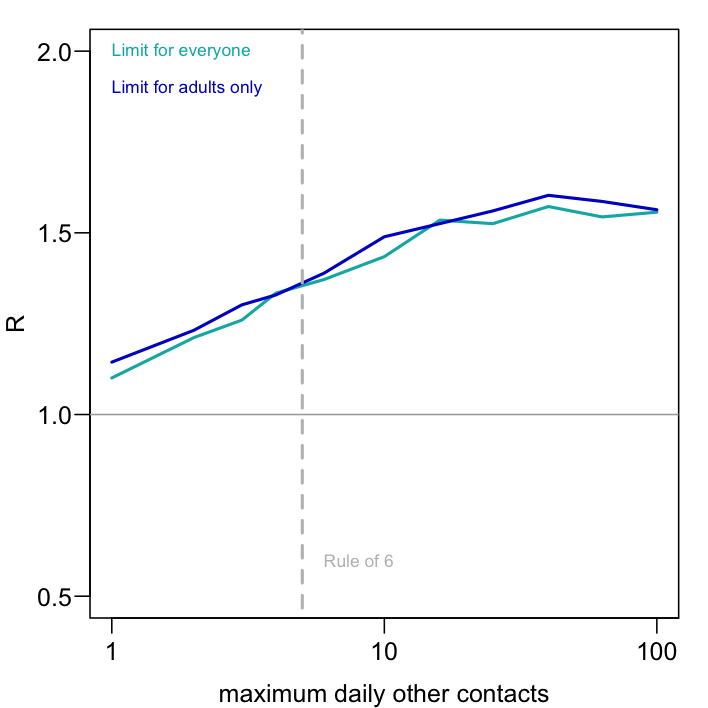 Limit for everyone
Limit for adults only
2.0
1.5
1.0
0.5
R
Rule of 6
1
10
100
maximum daily other contacts